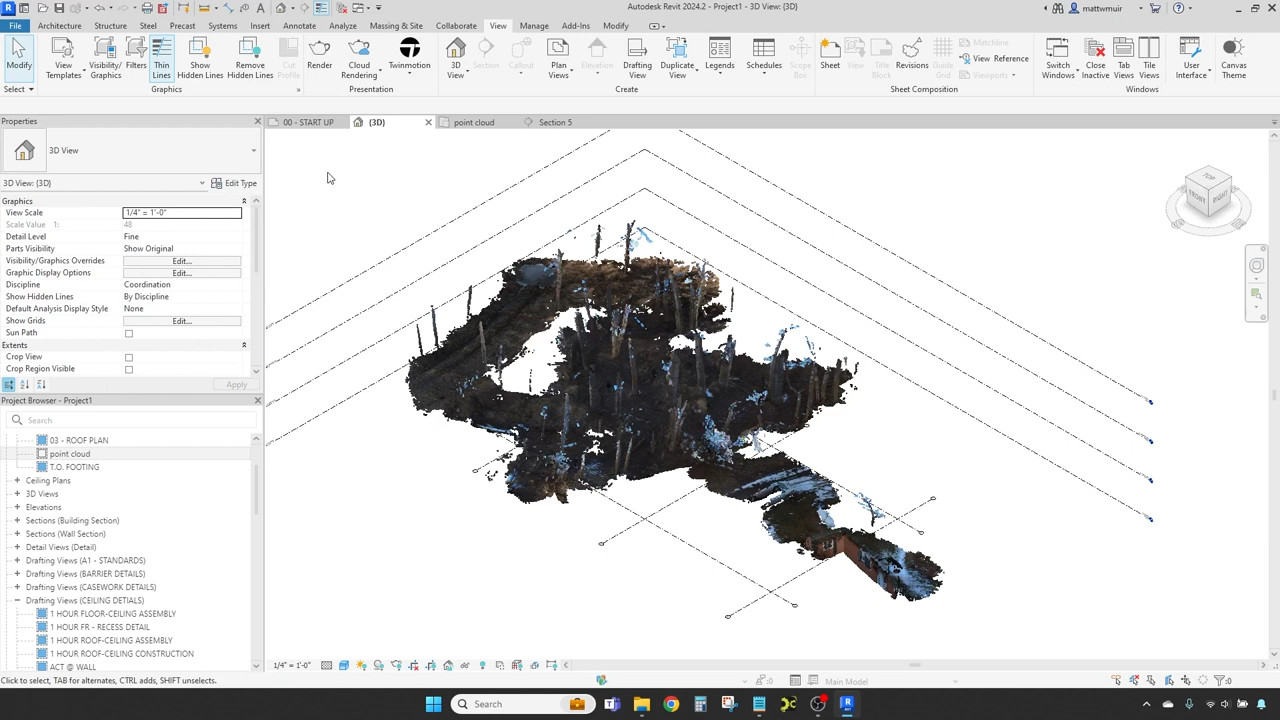 Autodesk Revit 2024.2 - 3D View: {3D}
mattwmuir
File Architecture Structure Steel Precast Systems Insert Annotate Analyze Massing & Site Collaborate View Manage Add-Ins Modify
Modify
View Templates
Visibility/ Graphics
Filters
Thin Lines
Show Hidden Lines
Remove Hidden Lines
Cut Profile
Render
Cloud Rendering
Twinmotion
3D View
Section
Callout
Plan Views
Elevation
Drafting View
Duplicate View
Legends
Schedules
Scope Box
Sheet
View
Title Block
Revisions
Guide Grid
Matchline
View Reference
Viewports
Switch Windows
Close Inactive
Tab Views
Tile Views
User Interface
Canvas Theme
Select Graphics Presentation Create Sheet Composition Windows
Properties
00 - START UP
{3D}
point cloud
Section 5
3D View
3D View: {3D}
Edit Type
Graphics
View Scale 1/4" = 1'-0"
Scale Value 1: 48
Detail Level Fine
Parts Visibility Show Original
Visibility/Graphics Overrides Edit...
Graphic Display Options Edit...
Discipline Coordination
Show Hidden Lines By Discipline
Default Analysis Display Style None
Show Grids Edit...
Sun Path
Extents
Crop View
Crop Region Visible
Apply
TOP
FRONT
RIGHT
Project Browser - Project1
Search
03 - ROOF PLAN
point cloud
T.O. FOOTING
Ceiling Plans
3D Views
Elevations
Sections (Building Section)
Sections (Wall Section)
Detail Views (Detail)
Drafting Views (A1 - STANDARDS)
Drafting Views (BARRIER DETAILS)
Drafting Views (CASEWORK DETAILS)
Drafting Views (CEILING DETIALS)
1 HOUR FLOOR-CEILING ASSEMBLY
1 HOUR FR - RECESS DETAIL
1 HOUR ROOF-CEILING ASSEMBLY
1 HOUR ROOF-CEILING CONSTRUCTION
ACT @ WALL
1/4" = 1'-0"
Click to select, TAB for alternates, CTRL adds, SHIFT unselects.
:0
Main Model
:0
Search